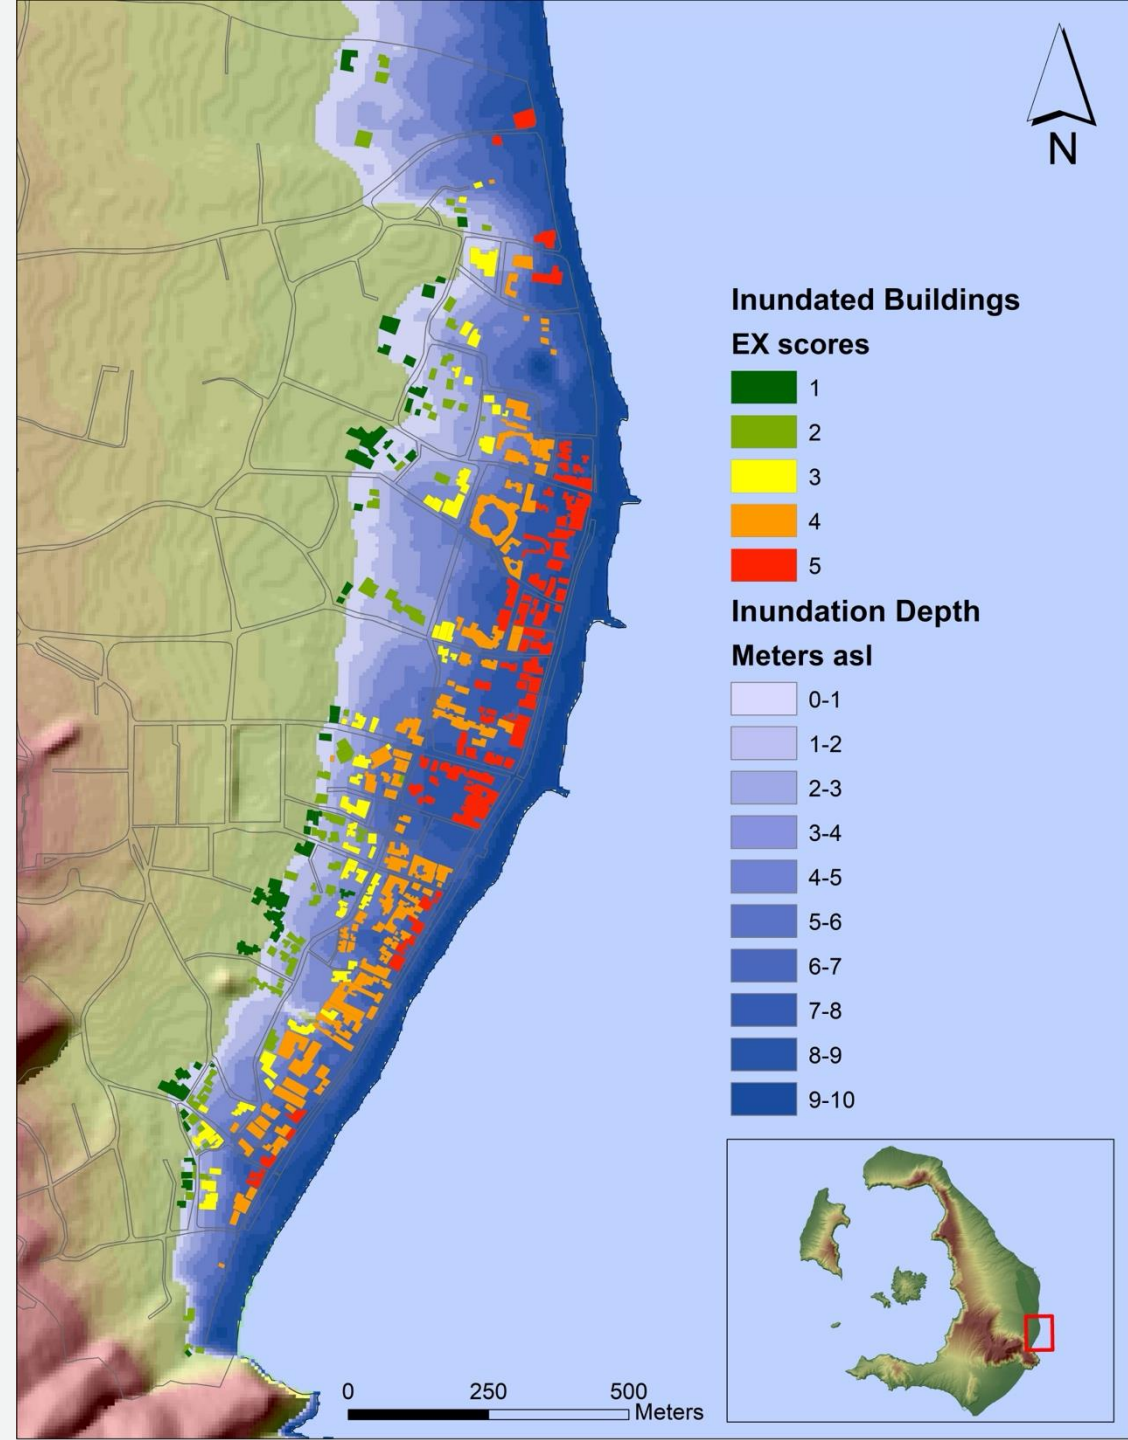 N
Inundated Buildings
EX scores
1
2
3
4
5
Inundation Depth
Meters asl
0-1
1-2
2-3
3-4
4-5
5-6
6-7
7-8
8-9
9-10
0 250 500
Meters